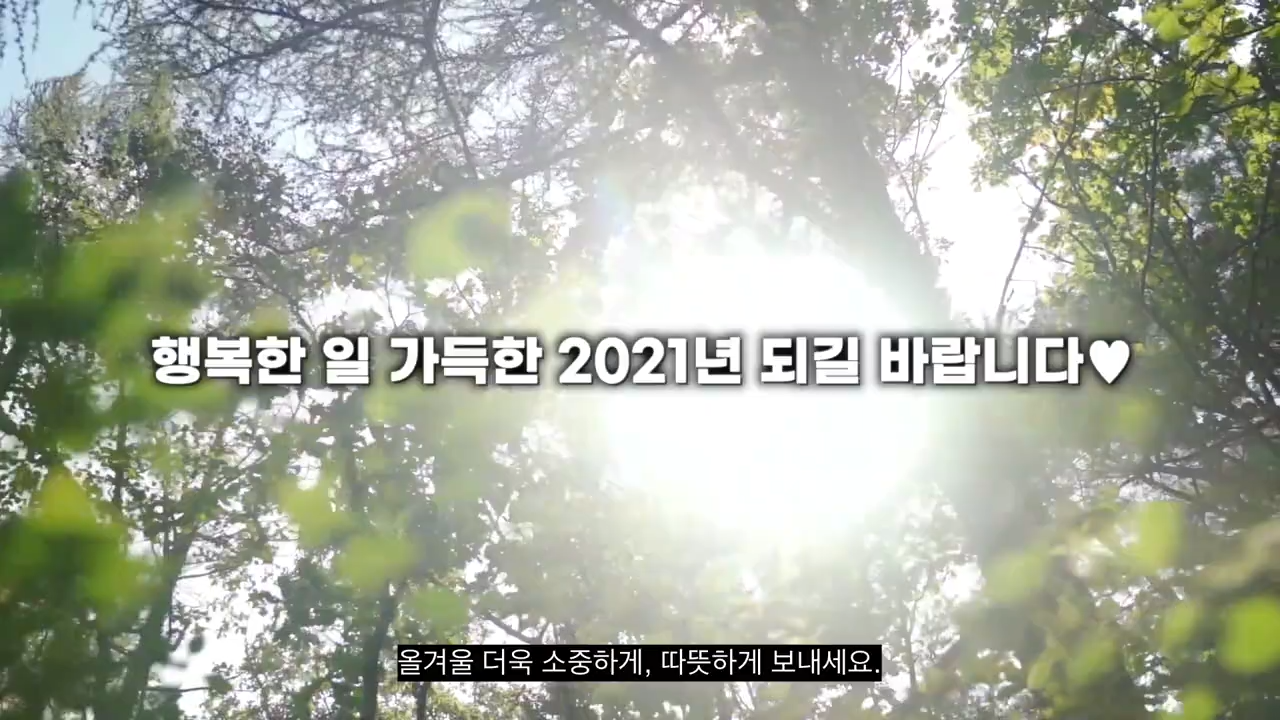 행복한 일 가득한 2021년 되길 바랍니다♥
올겨울 더욱 소중하게, 따뜻하게 보내세요.